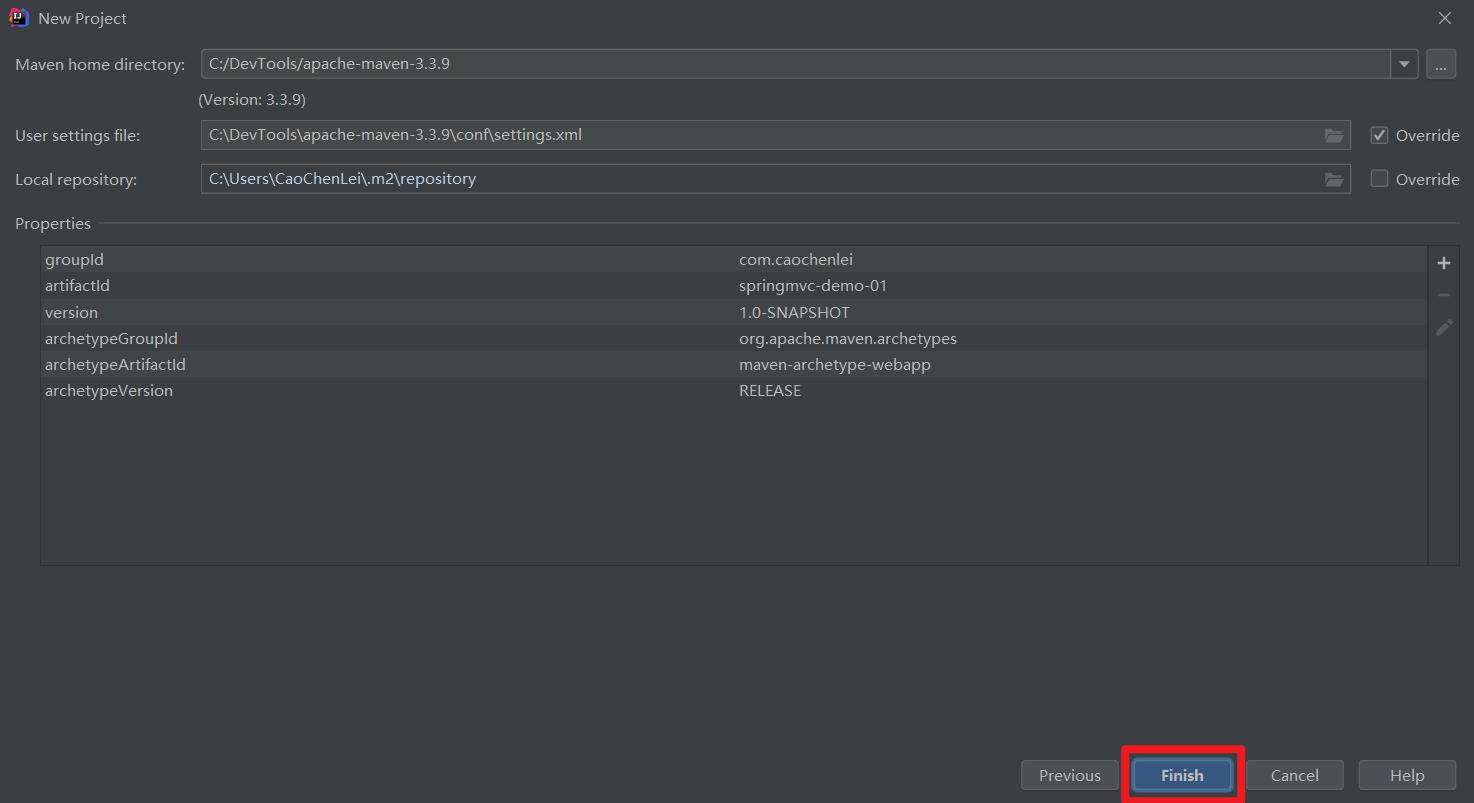 New Project
Maven home directory: C:/DevTools/apache-maven-3.3.9 ...
(Version: 3.3.9)
User settings file: C:\DevTools\apache-maven-3.3.9\conf\settings.xml Override
Local repository: C:\Users\CaoChenLei\.m2\repository Override
Properties
groupId com.caochenlei
artifactId springmvc-demo-01
version 1.0-SNAPSHOT
archetypeGroupId org.apache.maven.archetypes
archetypeArtifactId maven-archetype-webapp
archetypeVersion RELEASE
Previous Finish Cancel Help